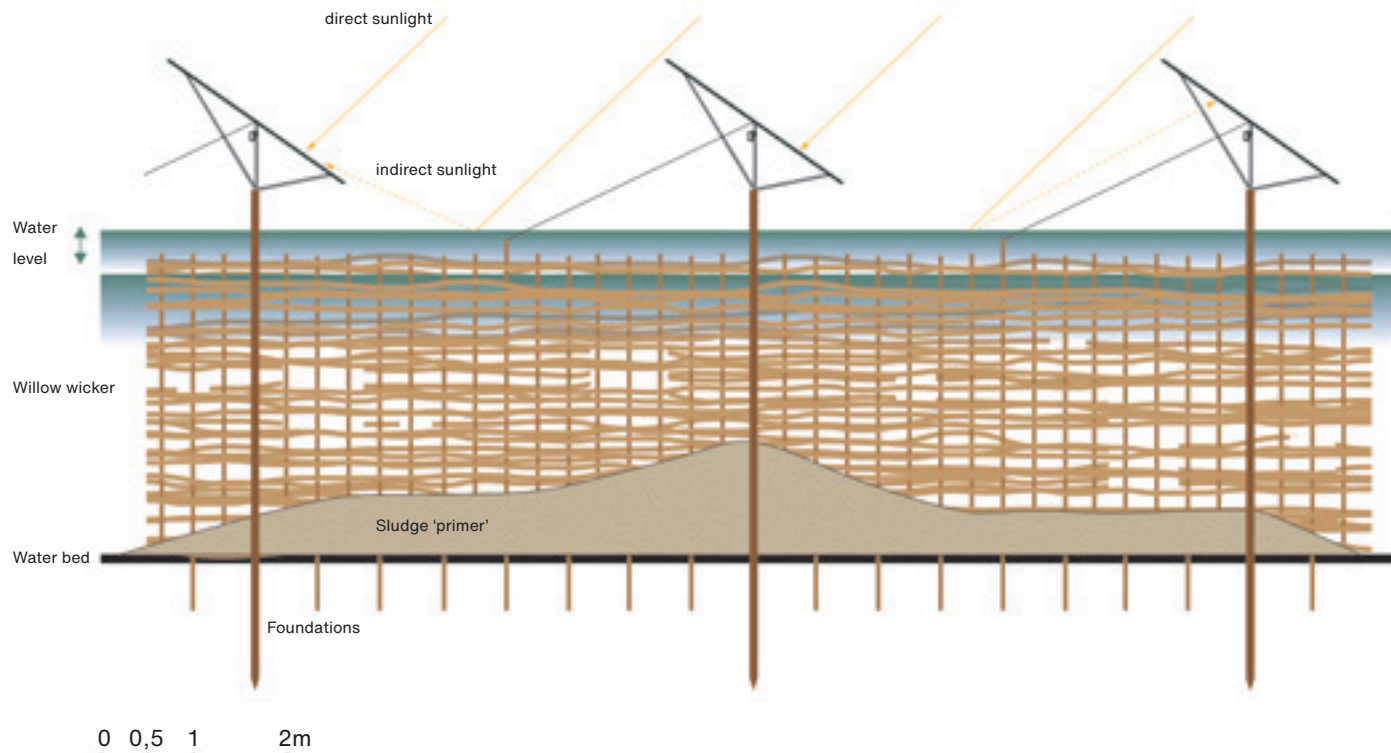 direct sunlight
indirect sunlight
Water
level
Willow wicker
Sludge ‘primer’
Water bed
Foundations
0 0,5 1 2m